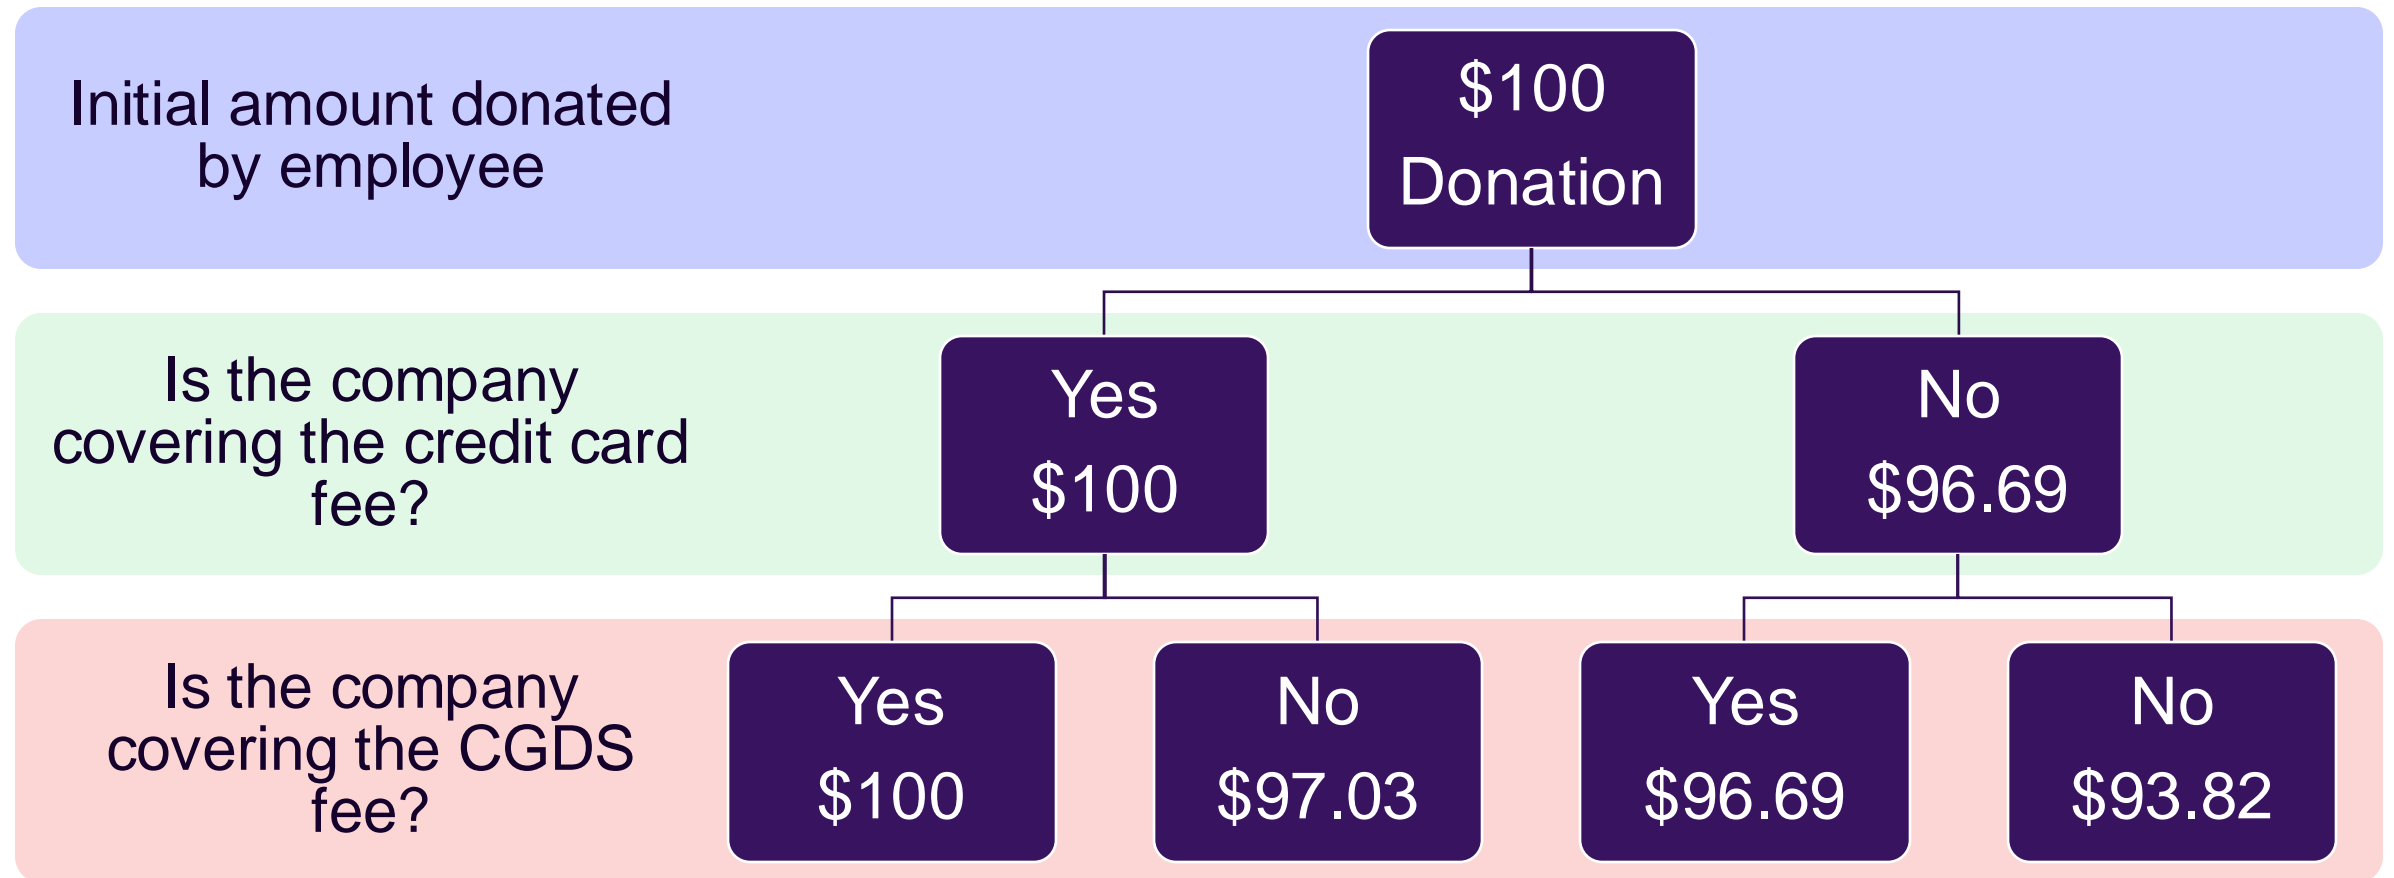 Initial amount donated
by employee
$100
Donation
Is the company
covering the credit card
fee?
Yes
$100
No
$96.69
Is the company
covering the CGDS
fee?
Yes
$100
No
$97.03
Yes
$96.69
No
$93.82